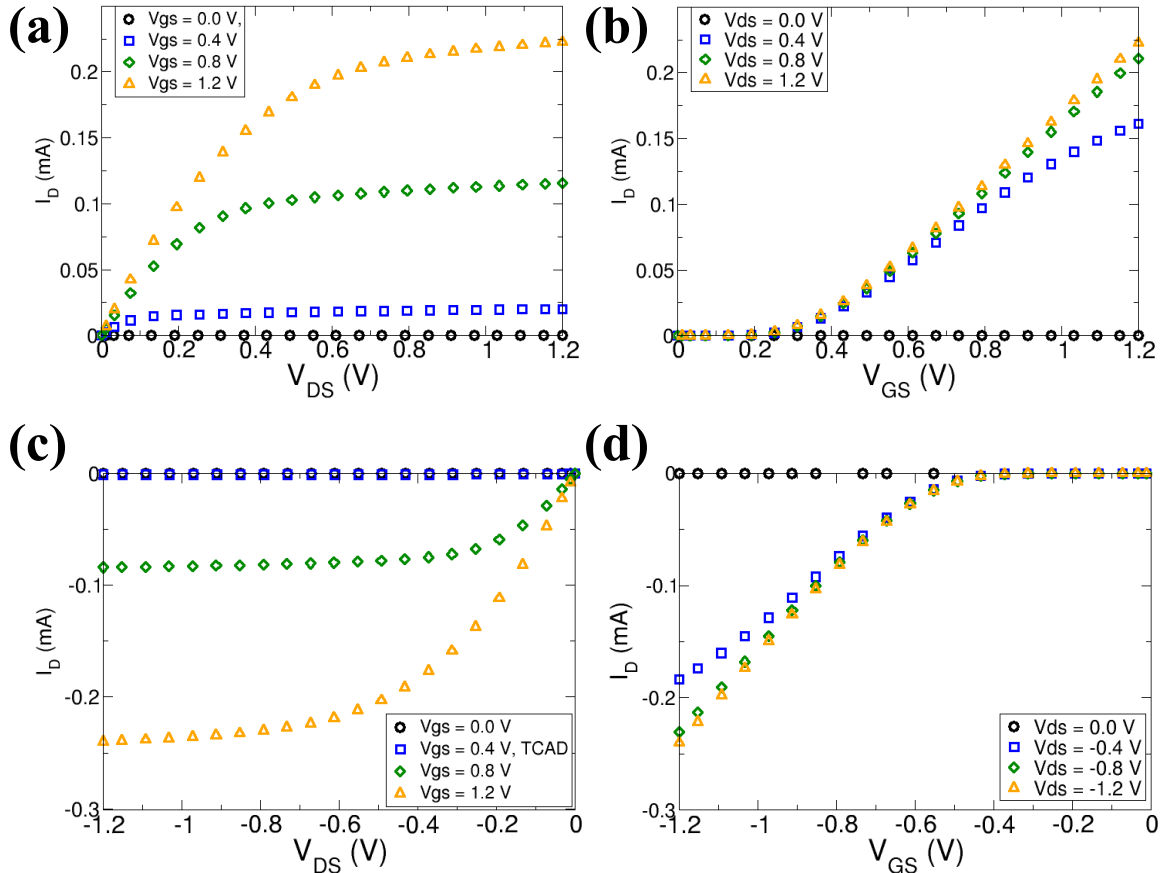 (a)
Vgs = 0.0 V,
Vgs = 0.4 V
Vgs = 0.8 V
Vgs = 1.2 V
0.2
0.15
0.1
0.05
0
I_D (mA)
0 0.2 0.4 0.6 0.8 1 1.2
V_DS (V)
(b)
Vds = 0.0 V
Vds = 0.4 V
Vds = 0.8 V
Vds = 1.2 V
0.2
0.15
0.1
0.05
0
I_D (mA)
0 0.2 0.4 0.6 0.8 1 1.2
V_GS (V)
(c)
0
-0.1
-0.2
-0.3
I_D (mA)
Vgs = 0.0 V
Vgs = 0.4 V, TCAD
Vgs = 0.8 V
Vgs = 1.2 V
-1.2 -1 -0.8 -0.6 -0.4 -0.2 0
V_DS (V)
(d)
0
-0.1
-0.2
-0.3
I_D (mA)
Vds = 0.0 V
Vds = -0.4 V
Vds = -0.8 V
Vds = -1.2 V
-1.2 -1 -0.8 -0.6 -0.4 -0.2 0
V_GS (V)